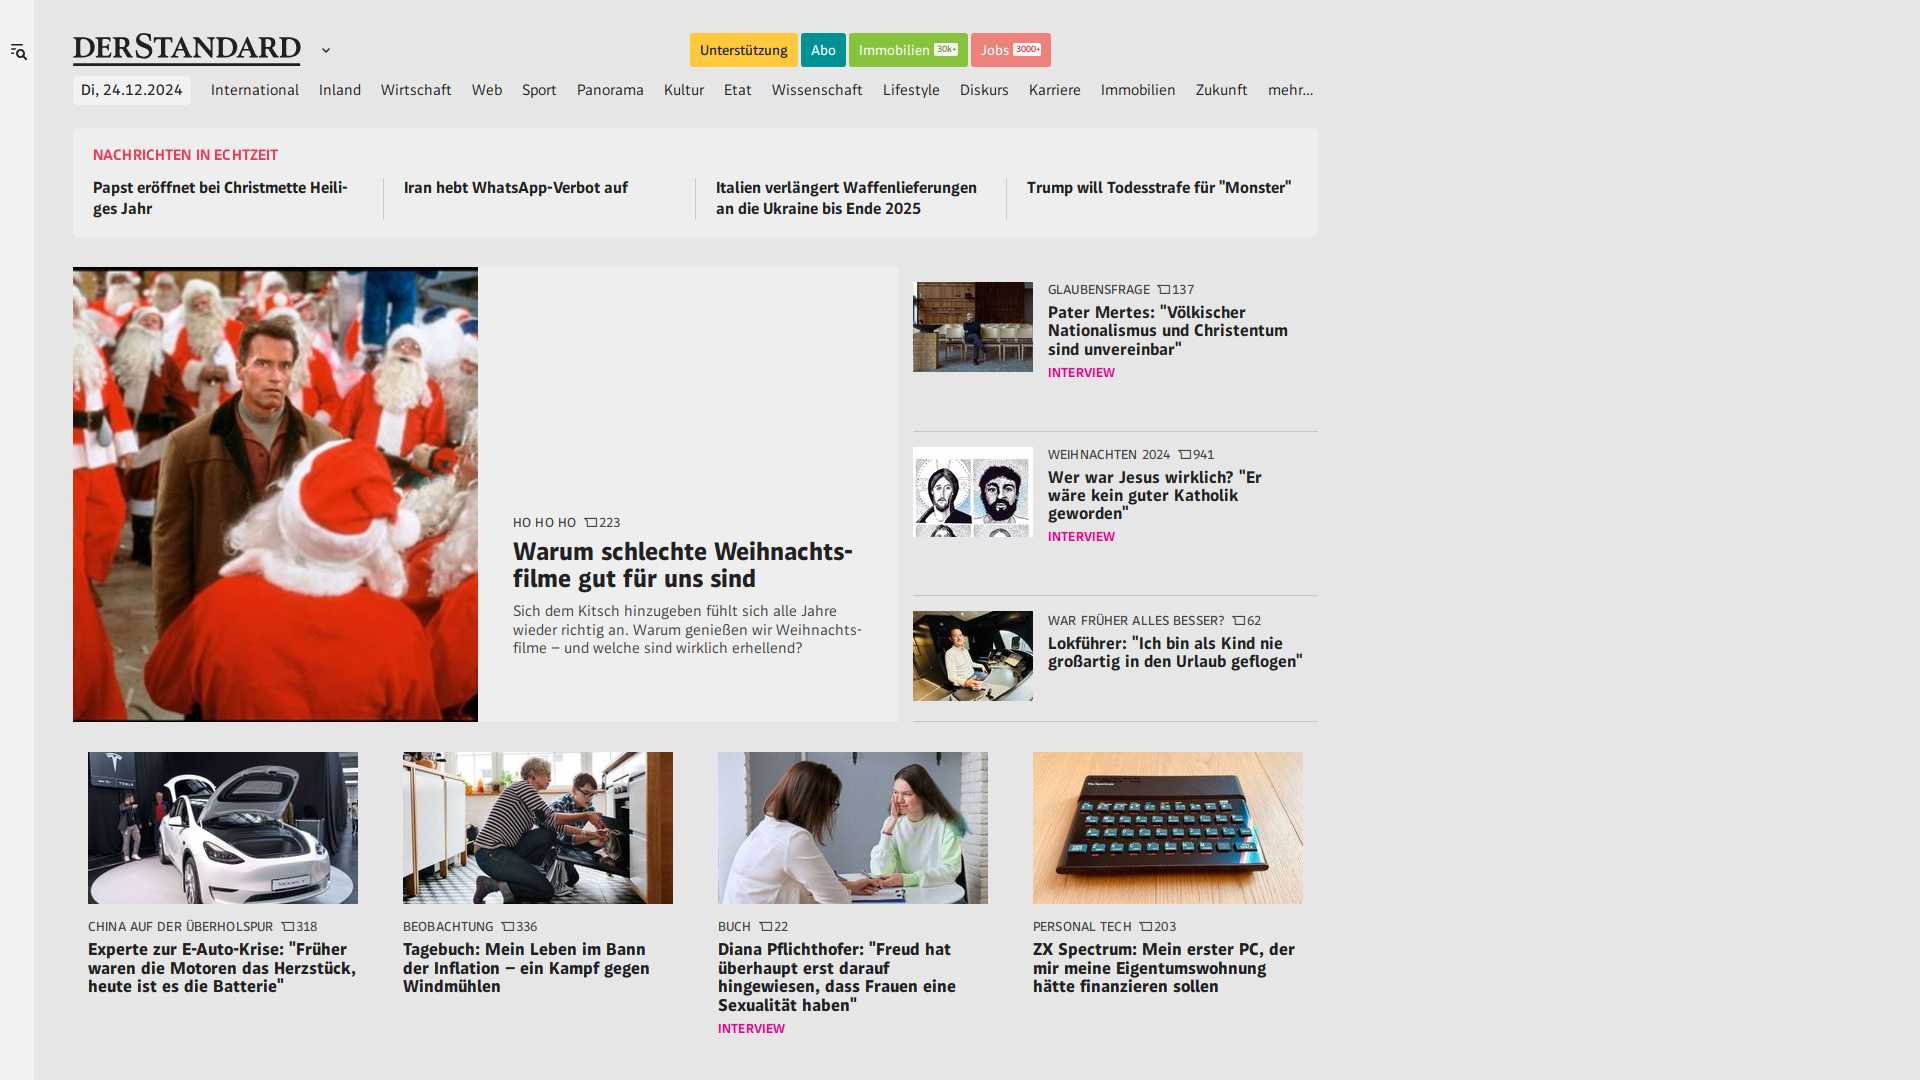 DERSTANDARD
Unterstützung Abo Immobilien 30k+ Jobs 3000+
Di, 24.12.2024 International Inland Wirtschaft Web Sport Panorama Kultur Etat Wissenschaft Lifestyle Diskurs Karriere Immobilien Zukunft mehr...
NACHRICHTEN IN ECHTZEIT
Papst eröffnet bei Christmette Heili-
ges Jahr
Iran hebt WhatsApp-Verbot auf
Italien verlängert Waffenlieferungen
an die Ukraine bis Ende 2025
Trump will Todesstrafe für "Monster"
HO HO HO 223
Warum schlechte Weihnachts-
filme gut für uns sind
Sich dem Kitsch hinzugeben fühlt sich alle Jahre
wieder richtig an. Warum genießen wir Weihnachts-
filme – und welche sind wirklich erhellend?
GLAUBENSFRAGE 137
Pater Mertes: "Völkischer
Nationalismus und Christentum
sind unvereinbar"
INTERVIEW
WEIHNACHTEN 2024 941
Wer war Jesus wirklich? "Er
wäre kein guter Katholik
geworden"
INTERVIEW
WAR FRÜHER ALLES BESSER? 62
Lokführer: "Ich bin als Kind nie
großartig in den Urlaub geflogen"
CHINA AUF DER ÜBERHOLSPUR 318
Experte zur E-Auto-Krise: "Früher
waren die Motoren das Herzstück,
heute ist es die Batterie"
BEOBACHTUNG 336
Tagebuch: Mein Leben im Bann
der Inflation – ein Kampf gegen
Windmühlen
BUCH 22
Diana Pflichthofer: "Freud hat
überhaupt erst darauf
hingewiesen, dass Frauen eine
Sexualität haben"
INTERVIEW
PERSONAL TECH 203
ZX Spectrum: Mein erster PC, der
mir meine Eigentumswohnung
hätte finanzieren sollen